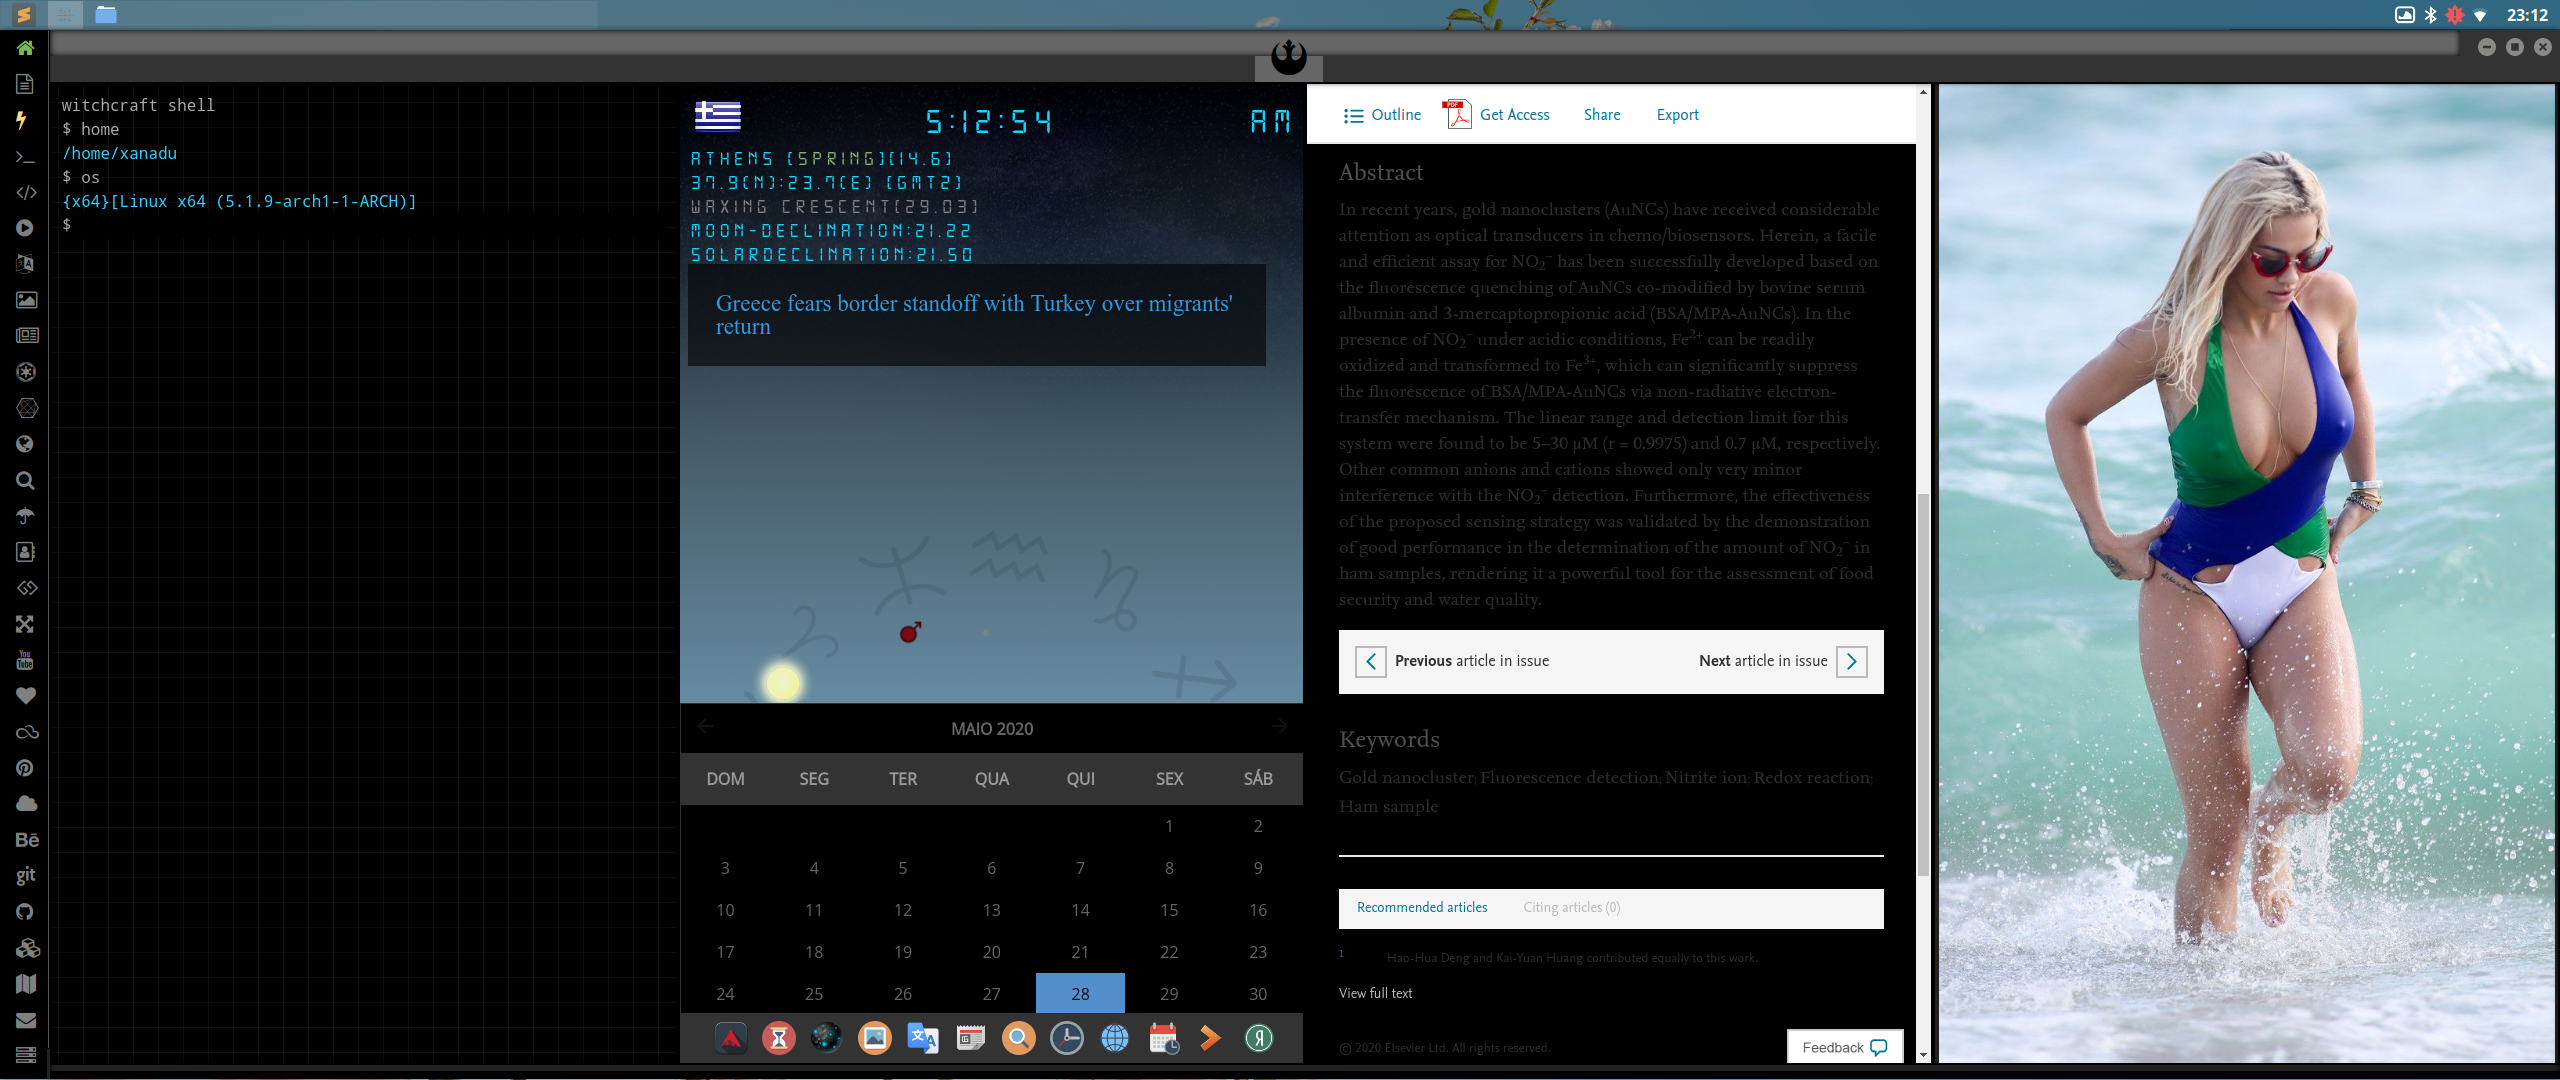 23:12
Bē
git
You
Tube
witchcraft shell
$ home
/home/xanadu
$ os
{x64}[Linux x64 (5.1.9-arch1-1-ARCH)]
$
5:12:54 AM
ATHENS (SPRING)(14.6)
37.9(N):23.7(E) (GMT2)
WAXING CRESCENT(29.03)
MOON-DECLINATION:21.22
SOLARDECLINATION:21.50
Greece fears border standoff with Turkey over migrants'
return
MAIO 2020
DOM SEG TER QUA QUI SEX SÁB
1 2
3 4 5 6 7 8 9
10 11 12 13 14 15 16
17 18 19 20 21 22 23
24 25 26 27 28 29 30
Outline PDF Get Access Share Export
Abstract
In recent years, gold nanoclusters (AuNCs) have received considerable
attention as optical transducers in chemo/biosensors. Herein, a facile
and efficient assay for NO₂⁻ has been successfully developed based on
the fluorescence quenching of AuNCs co-modified by bovine serum
albumin and 3-mercaptopropionic acid (BSA/MPA-AuNCs). In the
presence of NO₂⁻ under acidic conditions, Fe²⁺ can be readily
oxidized and transformed to Fe³⁺, which can significantly suppress
the fluorescence of BSA/MPA-AuNCs via non-radiative electron-
transfer mechanism. The linear range and detection limit for this
system were found to be 5–30 μM (r = 0.9975) and 0.7 μM, respectively.
Other common anions and cations showed only very minor
interference with the NO₂⁻ detection. Furthermore, the effectiveness
of the proposed sensing strategy was validated by the demonstration
of good performance in the determination of the amount of NO₂⁻ in
ham samples, rendering it a powerful tool for the assessment of food
security and water quality.
Previous article in issue Next article in issue
Keywords
Gold nanocluster; Fluorescence detection; Nitrite ion; Redox reaction;
Ham sample
Recommended articles Citing articles (0)
1 Hao-Hua Deng and Kai-Yuan Huang contributed equally to this work.
View full text
© 2020 Elsevier Ltd. All rights reserved.
Feedback